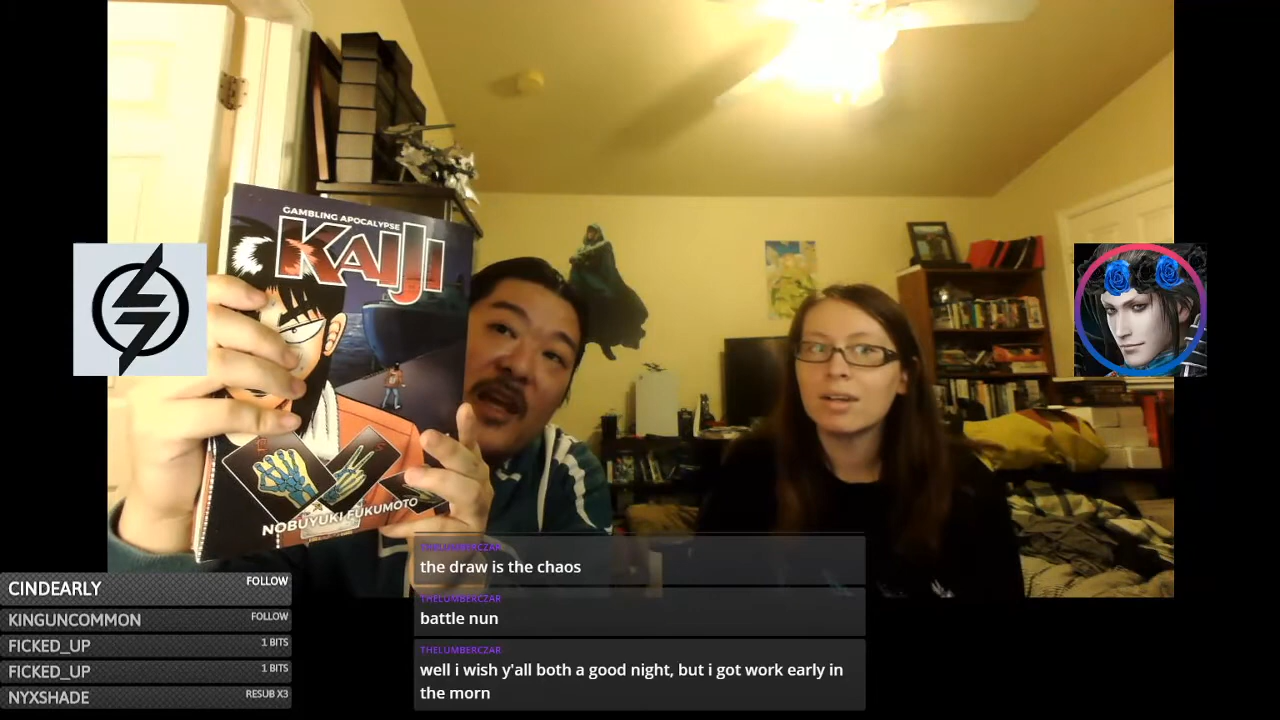 GAMBLING APOCALYPSE
KAIJI
NOBUYUKI FUKUMOTO
CINDEARLY FOLLOW
KINGUNCOMMON FOLLOW
FICKED_UP 1 BITS
FICKED_UP 1 BITS
NYXSHADE RESUB X3
THELUMBERCZAR
the draw is the chaos
THELUMBERCZAR
battle nun
THELUMBERCZAR
well i wish y'all both a good night, but i got work early in
the morn